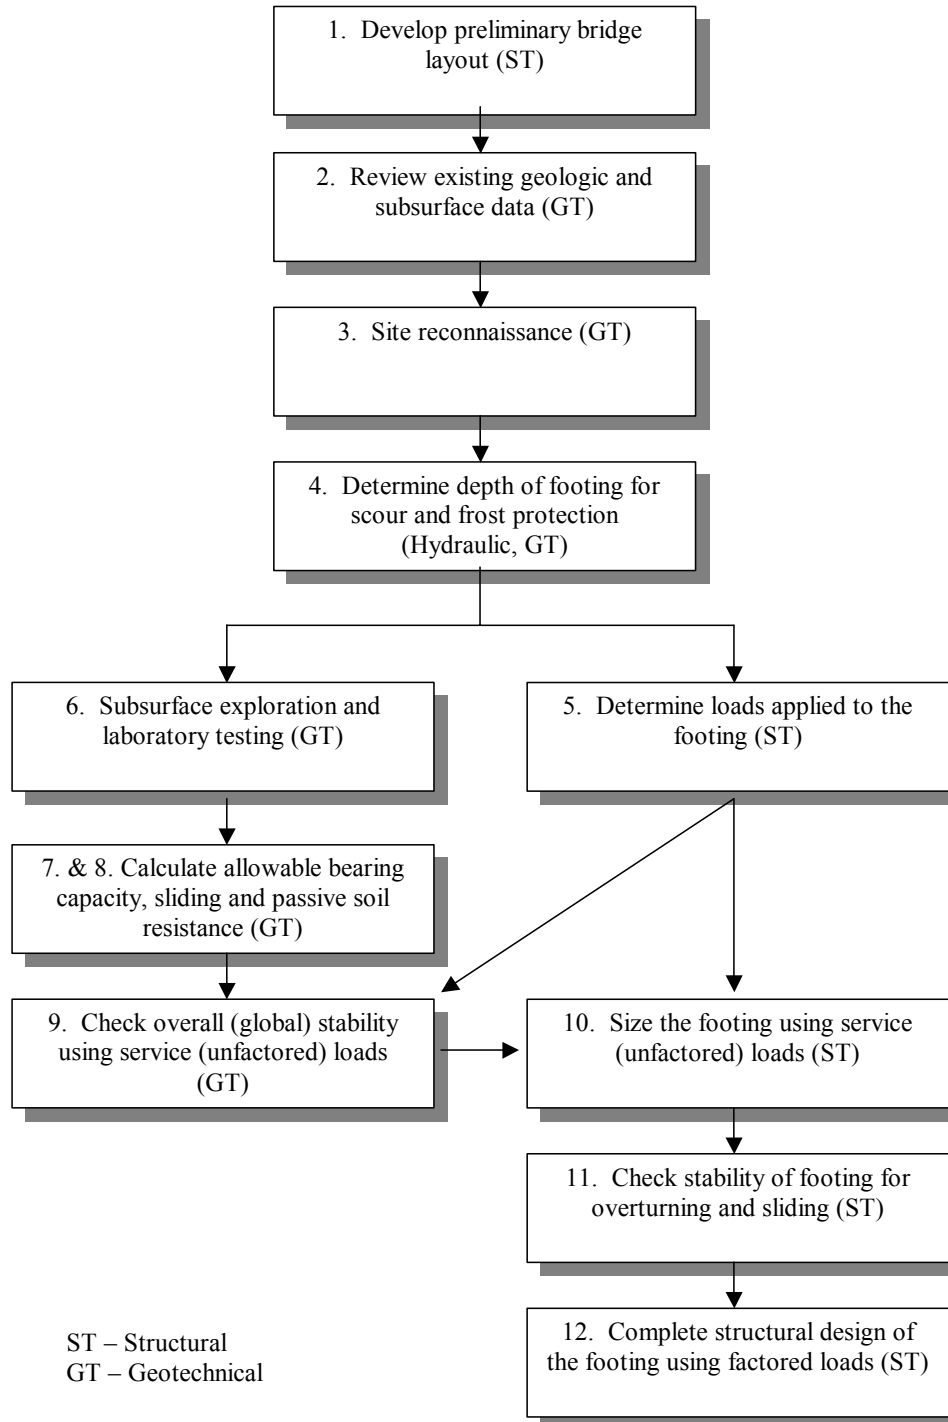 1. Develop preliminary bridge
layout (ST)
2. Review existing geologic and
subsurface data (GT)
3. Site reconnaissance (GT)
4. Determine depth of footing for
scour and frost protection
(Hydraulic, GT)
6. Subsurface exploration and
laboratory testing (GT)
5. Determine loads applied to the
footing (ST)
7. & 8. Calculate allowable bearing
capacity, sliding and passive soil
resistance (GT)
9. Check overall (global) stability
using service (unfactored) loads
(GT)
10. Size the footing using service
(unfactored) loads (ST)
11. Check stability of footing for
overturning and sliding (ST)
12. Complete structural design of
the footing using factored loads (ST)
ST – Structural
GT – Geotechnical